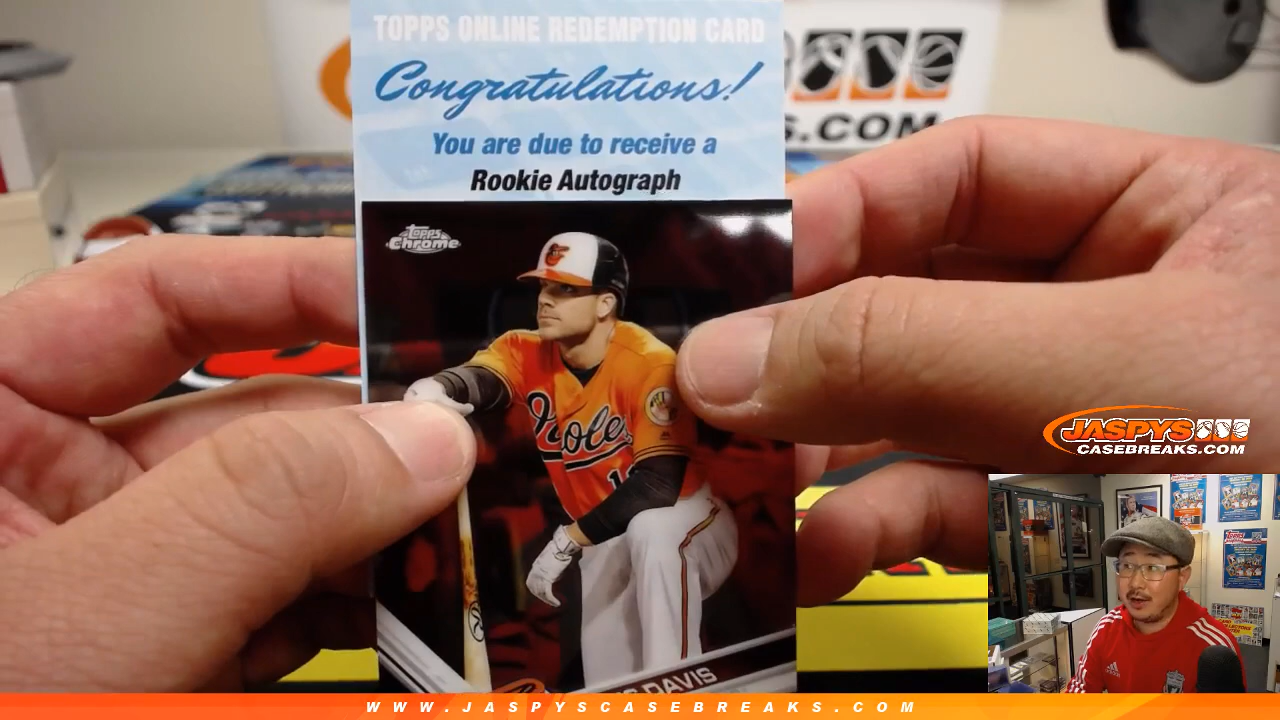 TOPPS ONLINE REDEMPTION CARD
Congratulations!
You are due to receive a
Rookie Autograph
Topps
Chrome
Orioles
DAVIS
S.COM
JASPYS
CASEBREAKS.COM
WWW.JASPYSCASEBREAKS.COM